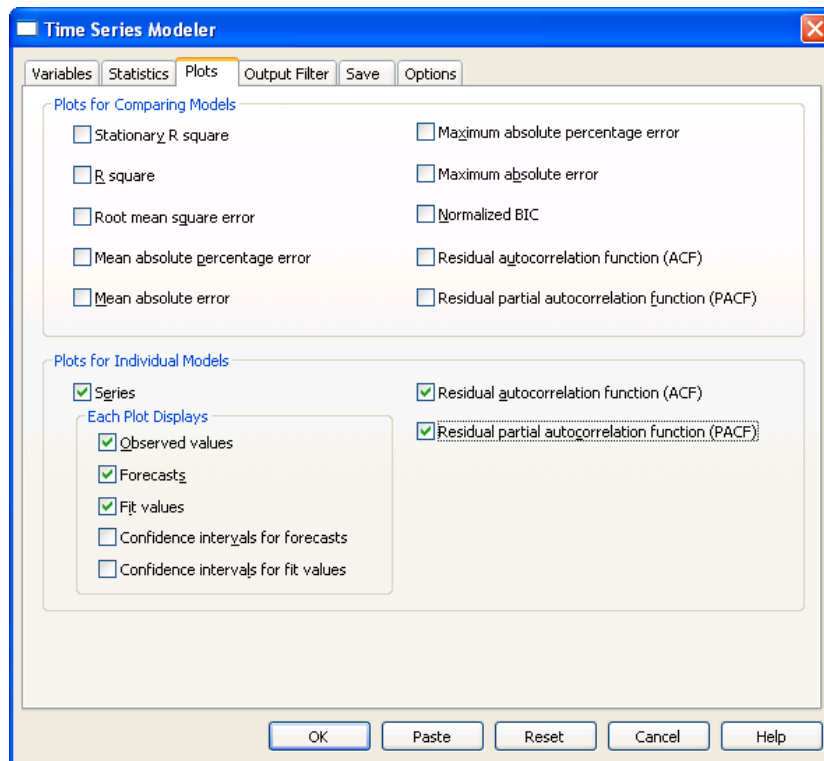 Time Series Modeler
Variables Statistics Plots Output Filter Save Options
Plots for Comparing Models
Stationary R square
R square
Root mean square error
Mean absolute percentage error
Mean absolute error
Maximum absolute percentage error
Maximum absolute error
Normalized BIC
Residual autocorrelation function (ACF)
Residual partial autocorrelation function (PACF)
Plots for Individual Models
Series
Each Plot Displays
Observed values
Forecasts
Fit values
Confidence intervals for forecasts
Confidence intervals for fit values
Residual autocorrelation function (ACF)
Residual partial autocorrelation function (PACF)
OK Paste Reset Cancel Help